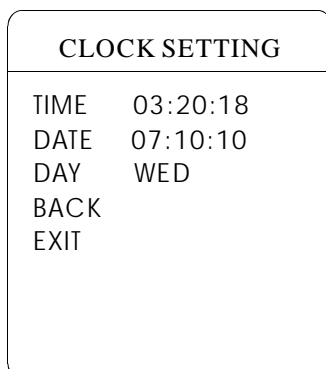 CLOCK SETTING
TIME 03:20:18
DATE 07:10:10
DAY WED
BACK
EXIT